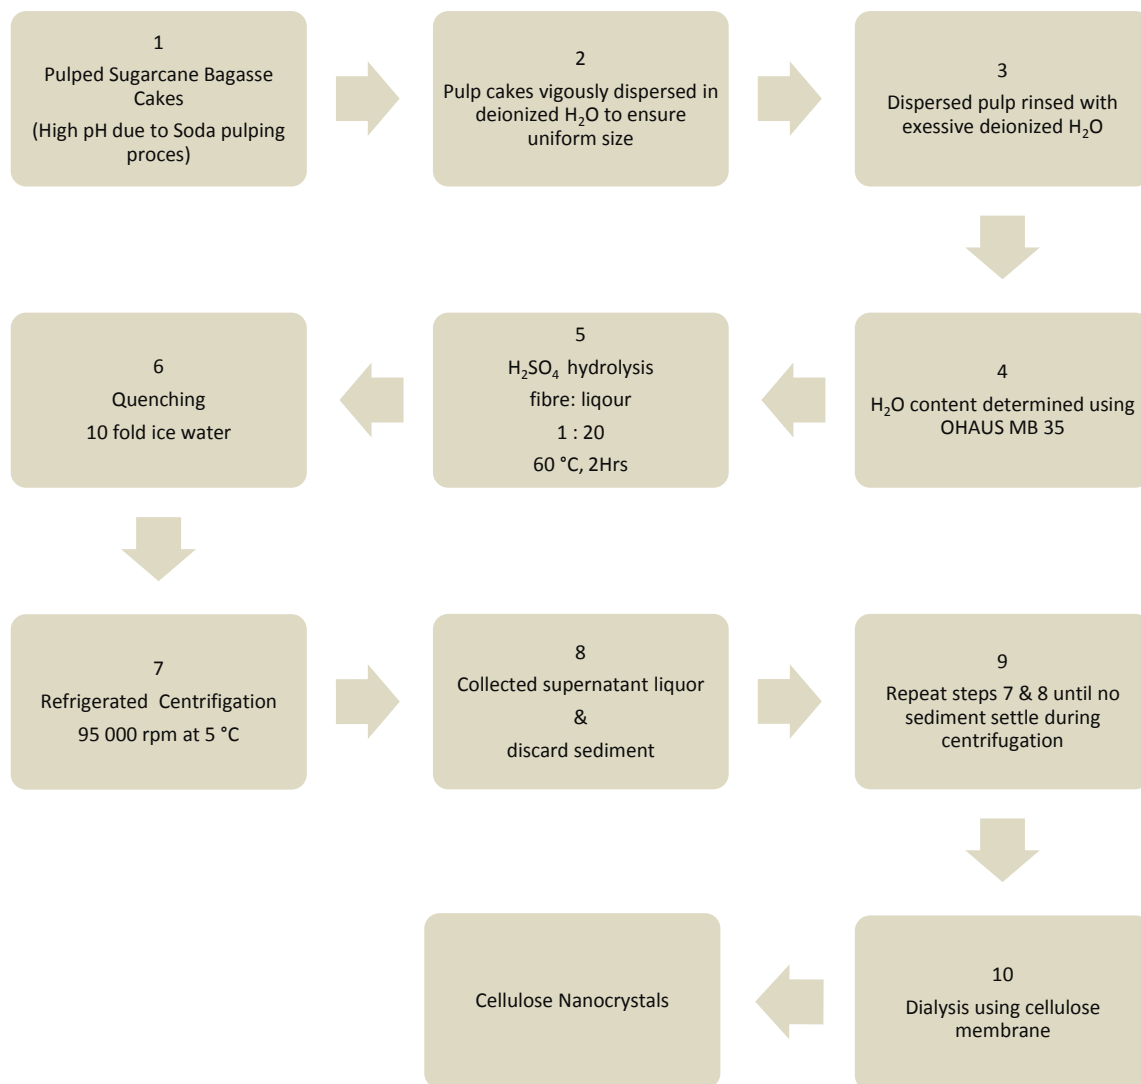 1
Pulped Sugarcane Bagasse
Cakes
(High pH due to Soda pulping
proces)
2
Pulp cakes vigously dispersed in
deionized H₂O to ensure
uniform size
3
Dispersed pulp rinsed with
exessive deionized H₂O
4
H₂O content determined using
OHAUS MB 35
5
H₂SO₄ hydrolysis
fibre: liqour
1 : 20
60 °C, 2Hrs
6
Quenching
10 fold ice water
7
Refrigerated Centrifigation
95 000 rpm at 5 °C
8
Collected supernatant liquor
&
discard sediment
9
Repeat steps 7 & 8 until no
sediment settle during
centrifugation
10
Dialysis using cellulose
membrane
Cellulose Nanocrystals